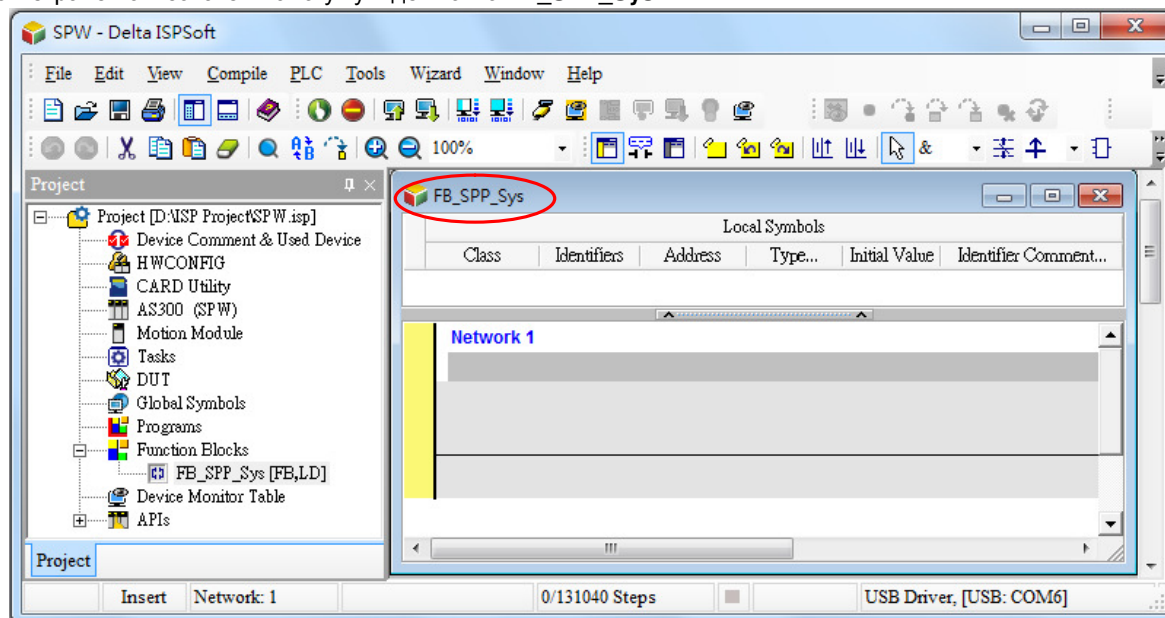 SPW - Delta ISPSoft
File Edit View Compile PLC Tools Wizard Window Help
100%
&
Project
FB_SPP_Sys
Local Symbols
Class Identifiers Address Type... Initial Value Identifier Comment...
Network 1
Project [D:\ISP Project\SPW.isp]
Device Comment & Used Device
HWCONFIG
CARD Utility
AS300 (SPW)
Motion Module
Tasks
DUT
Global Symbols
Programs
Function Blocks
FB_SPP_Sys [FB,LD]
Device Monitor Table
APIs
Project
Insert Network: 1 0/131040 Steps USB Driver, [USB: COM6]